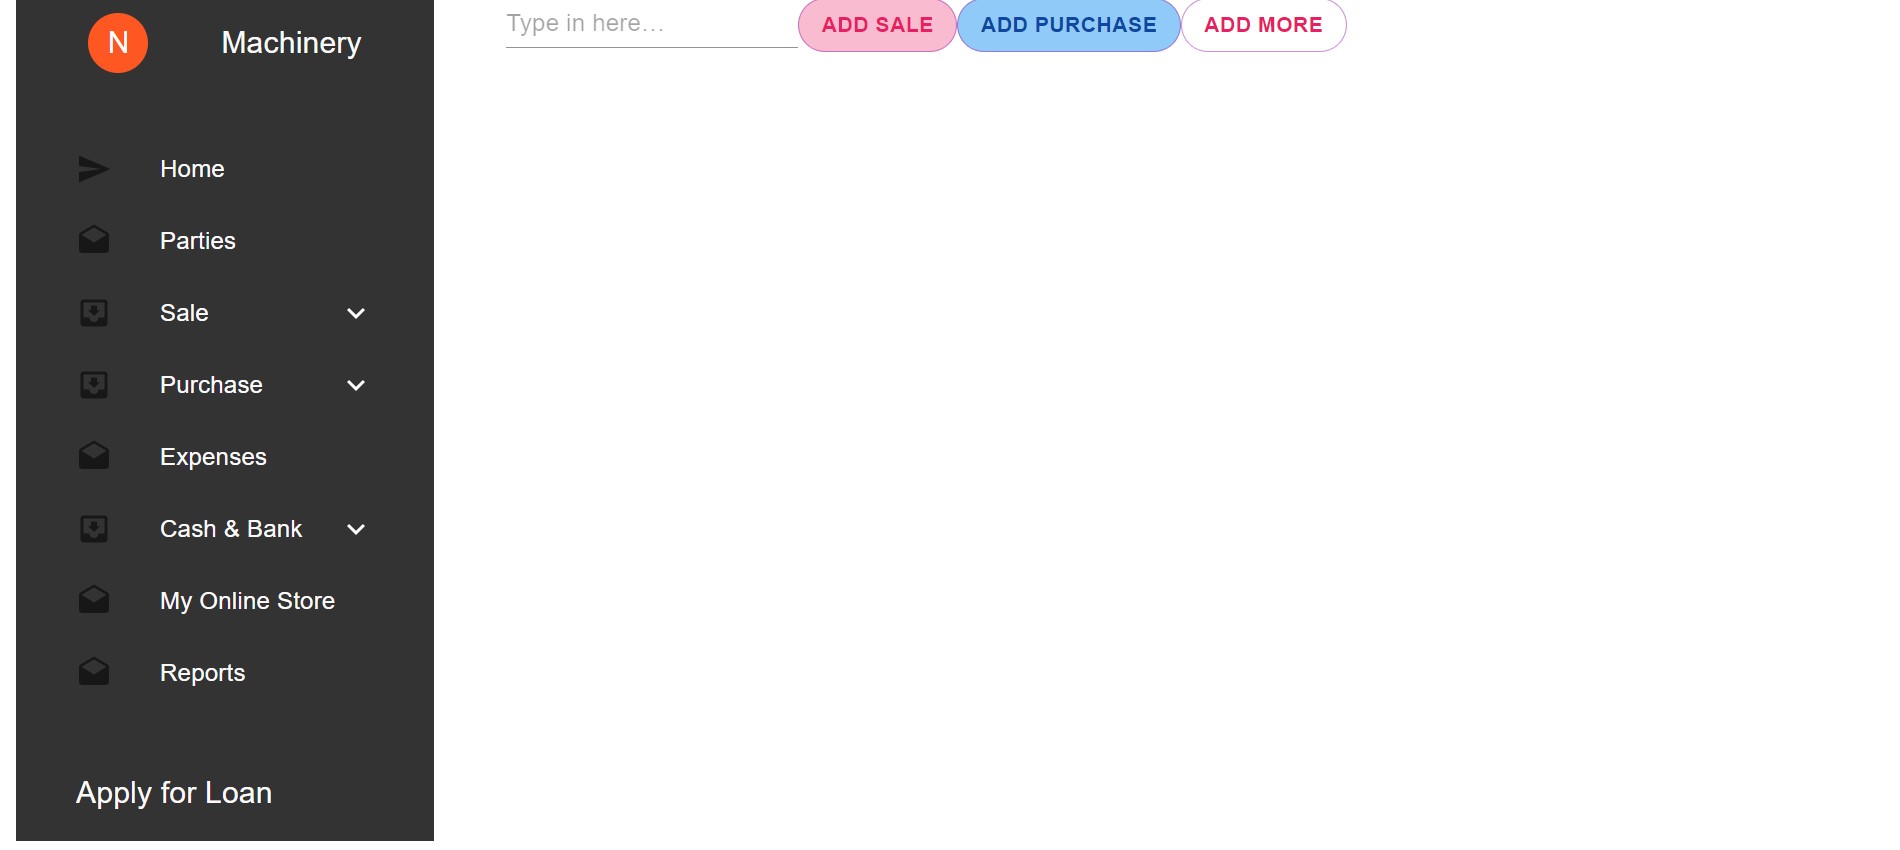 N Machinery
Type in here... ADD SALE ADD PURCHASE ADD MORE
Home
Parties
Sale
Purchase
Expenses
Cash & Bank
My Online Store
Reports
Apply for Loan